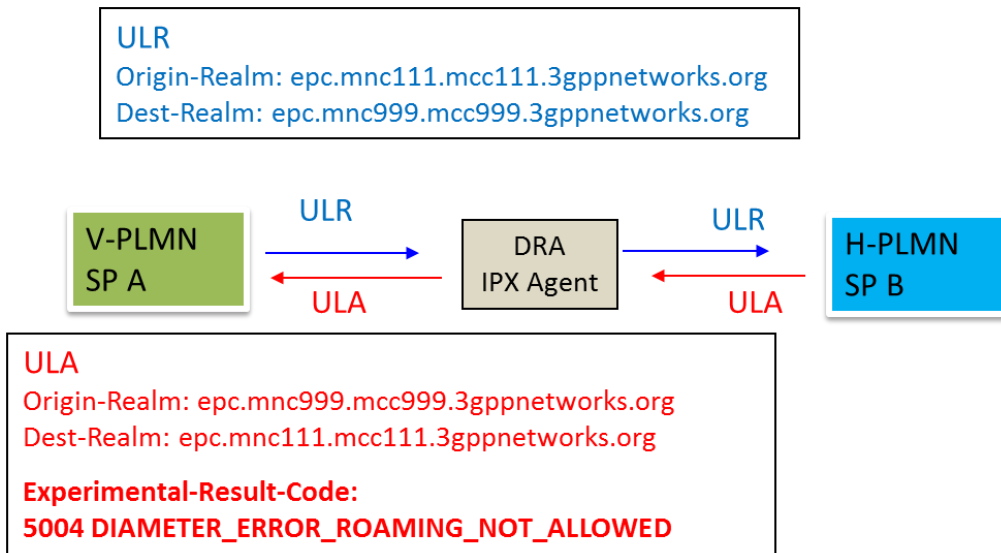 ULR
Origin-Realm: epc.mnc111.mcc111.3gppnetworks.org
Dest-Realm: epc.mnc999.mcc999.3gppnetworks.org
V-PLMN
SP A
ULR
ULA
DRA
IPX Agent
ULR
ULA
H-PLMN
SP B
ULA
Origin-Realm: epc.mnc999.mcc999.3gppnetworks.org
Dest-Realm: epc.mnc111.mcc111.3gppnetworks.org
Experimental-Result-Code:
5004 DIAMETER_ERROR_ROAMING_NOT_ALLOWED